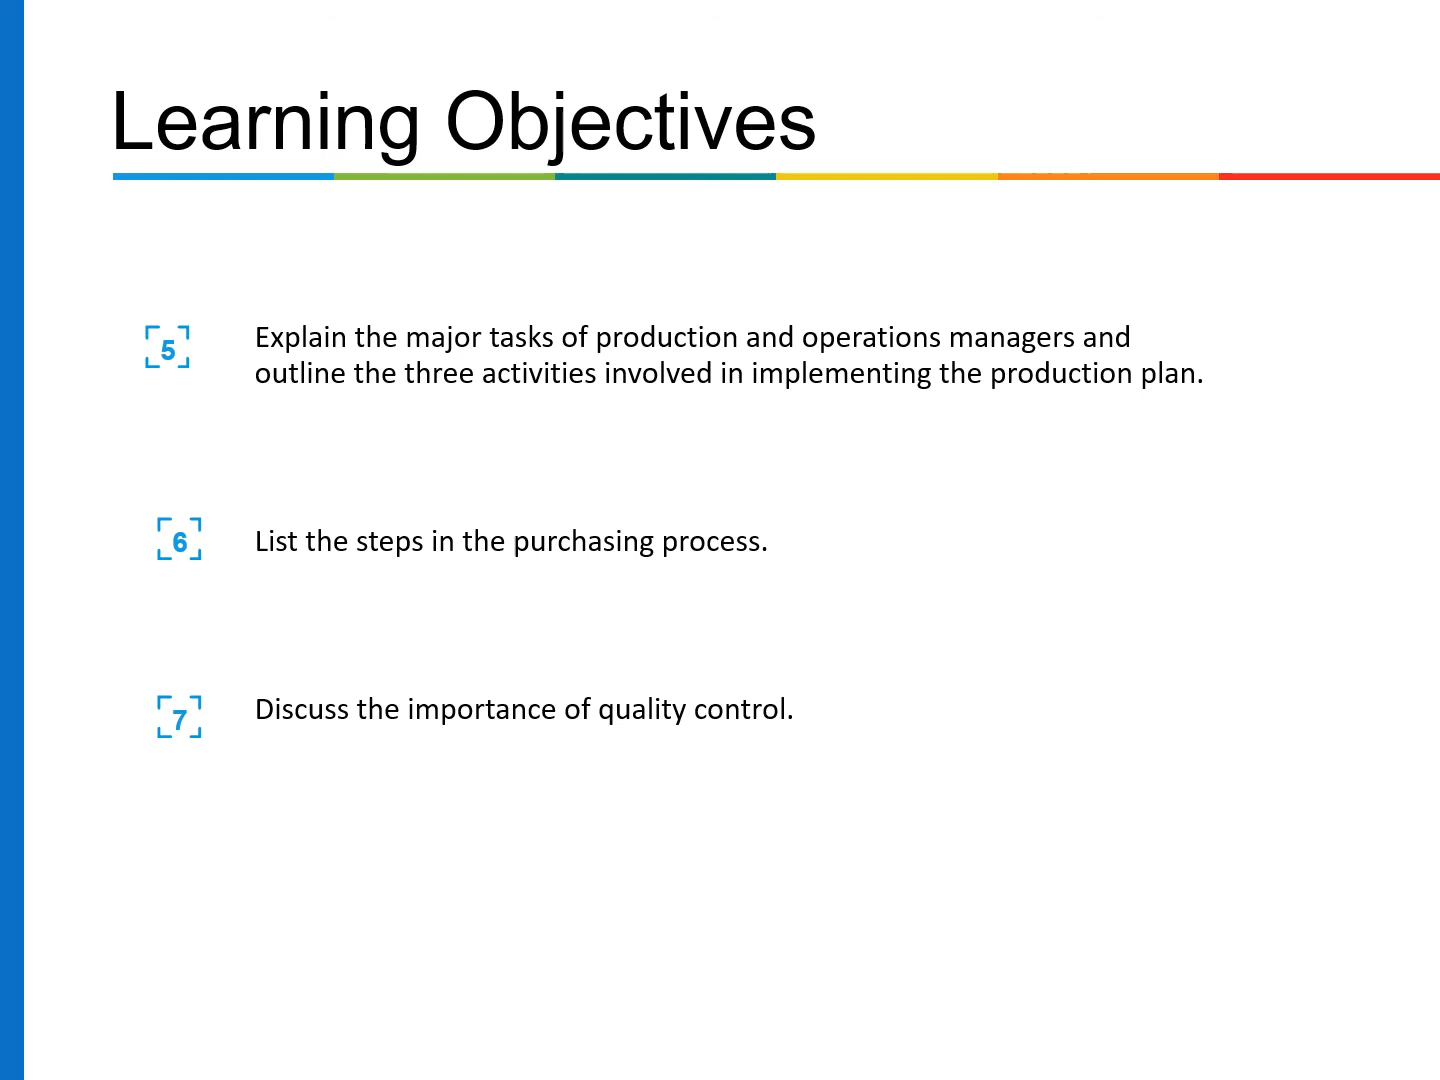 Learning Objectives
5 Explain the major tasks of production and operations managers and
outline the three activities involved in implementing the production plan.
6 List the steps in the purchasing process.
7 Discuss the importance of quality control.